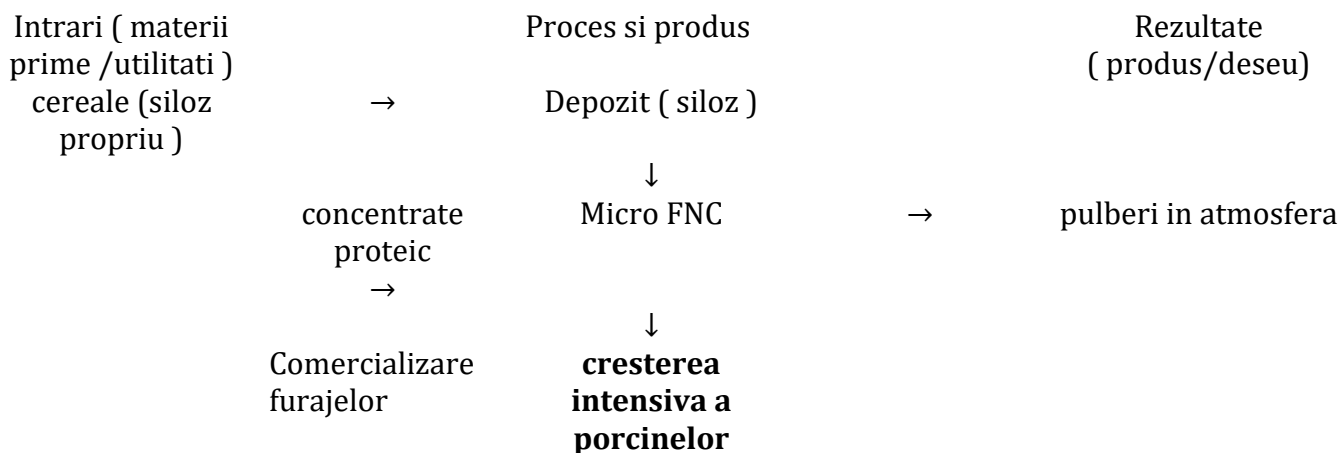 Intrari ( materii
prime /utilitati )
Proces si produs
Rezultate
( produs/deseu)
cereale (siloz
propriu )
→
Depozit ( siloz )
↓
concentrate
proteic
→
Micro FNC
→
pulberi in atmosfera
↓
Comercializare
furajelor
cresterea
intensiva a
porcinelor